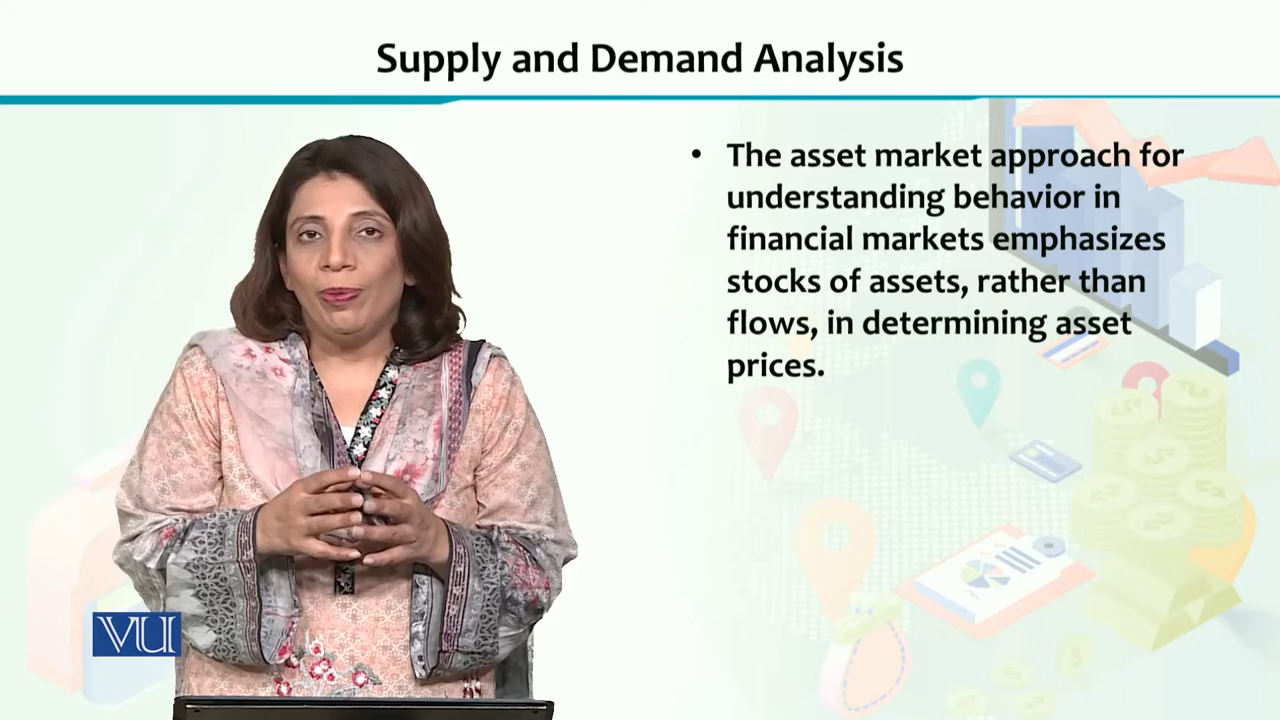 Supply and Demand Analysis
• The asset market approach for
understanding behavior in
financial markets emphasizes
stocks of assets, rather than
flows, in determining asset
prices.
VU